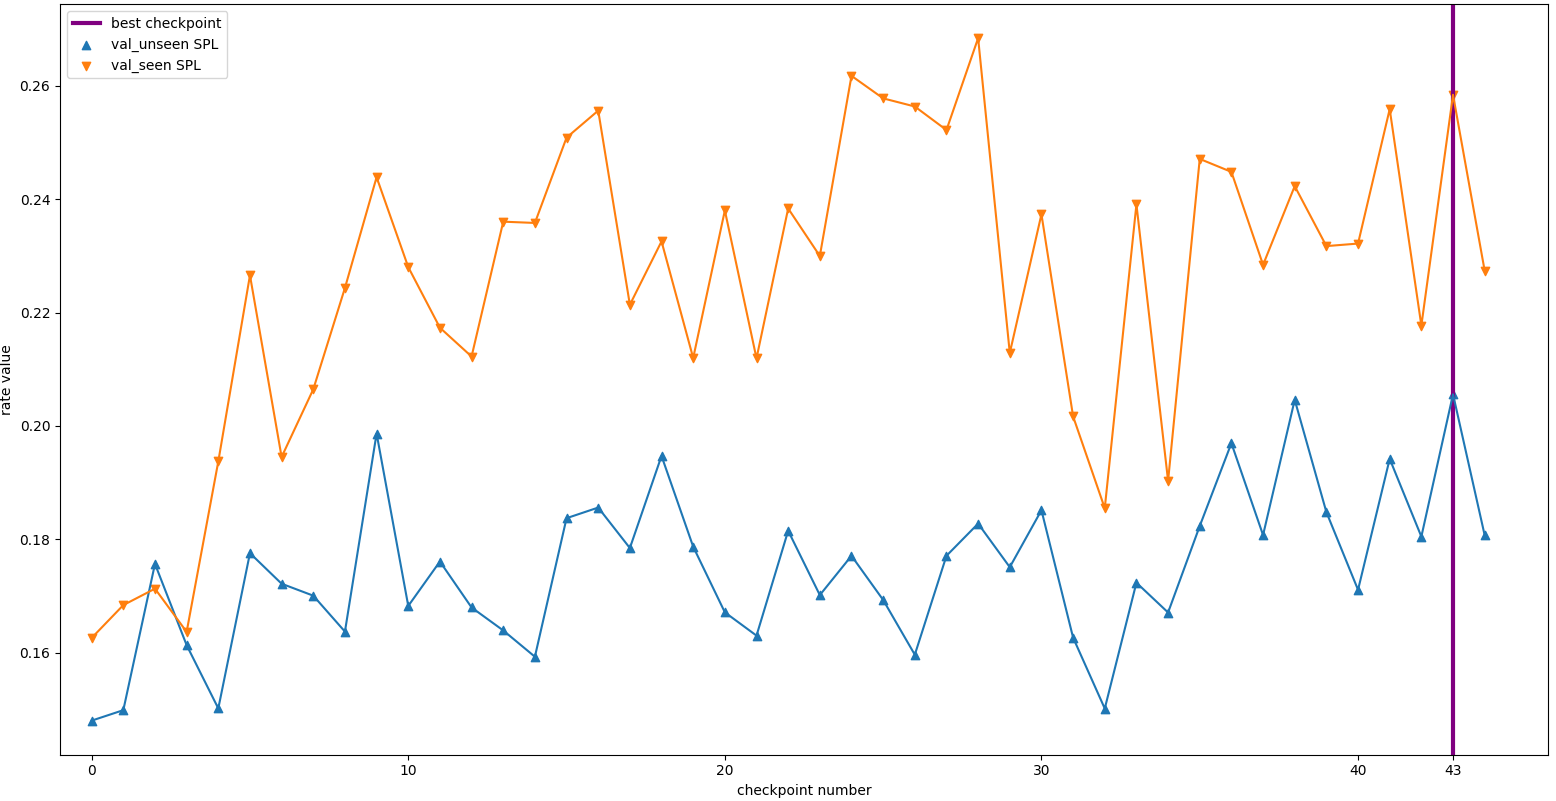 best checkpoint
val_unseen SPL
val_seen SPL
0.26
0.24
0.22
0.20
0.18
0.16
rate value
0 10 20 30 40 43
checkpoint number